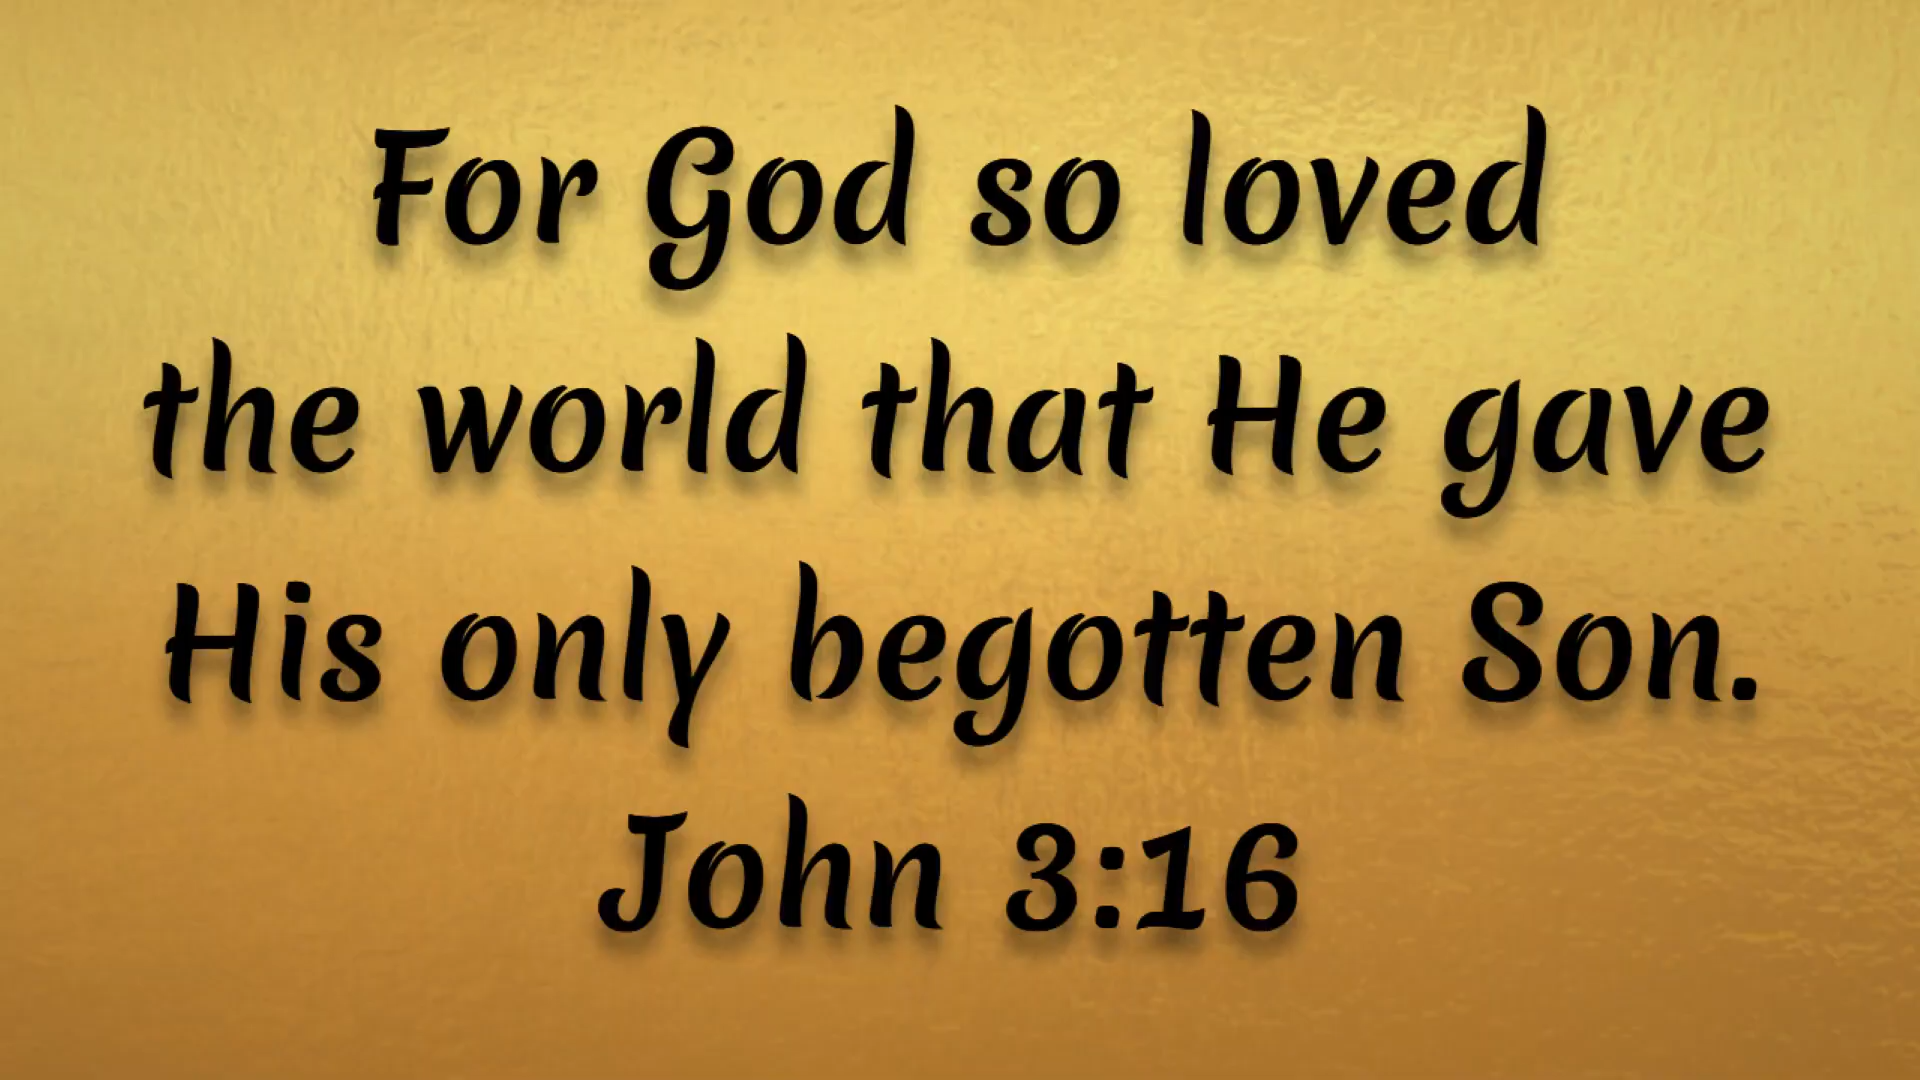 For God so loved
the world that He gave
His only begotten Son.
John 3:16